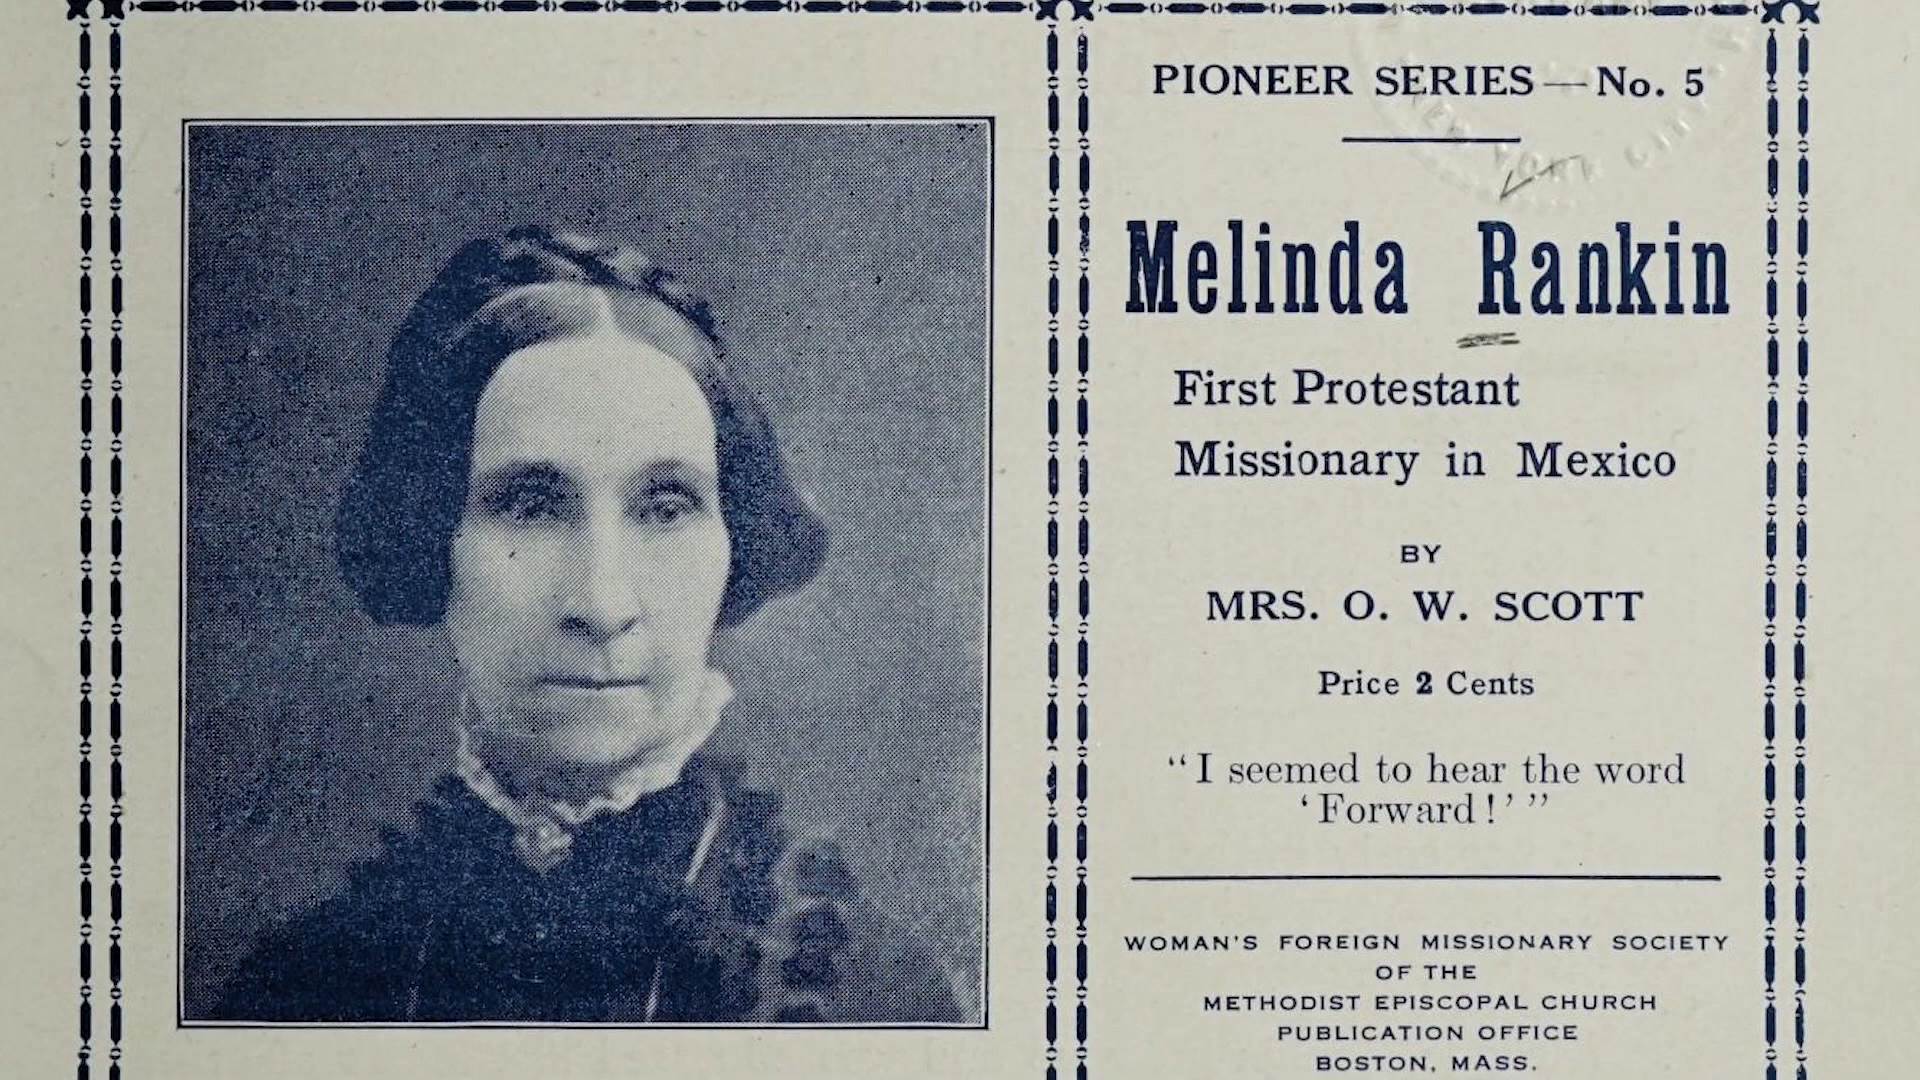 PIONEER SERIES — No. 5
Melinda Rankin
First Protestant
Missionary in Mexico
BY
MRS. O. W. SCOTT
Price 2 Cents
"I seemed to hear the word
'Forward!'"
WOMAN'S FOREIGN MISSIONARY SOCIETY
OF THE
METHODIST EPISCOPAL CHURCH
PUBLICATION OFFICE
BOSTON, MASS.